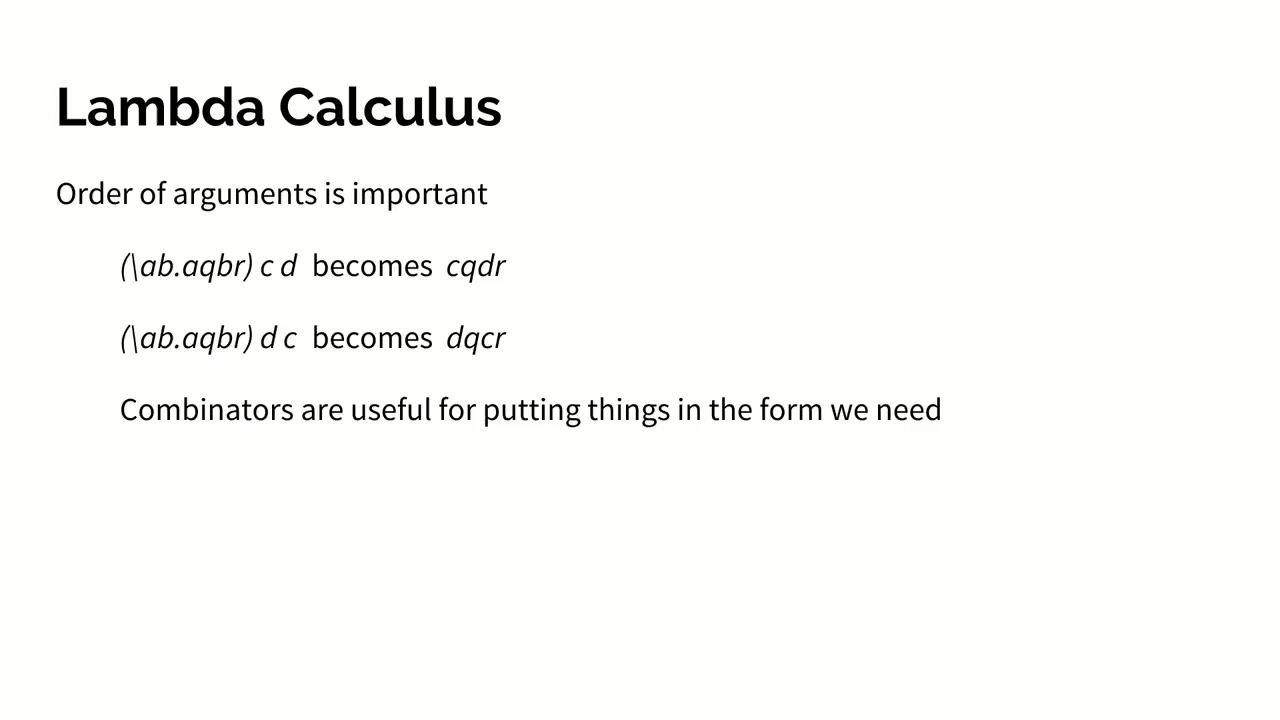 Lambda Calculus
Order of arguments is important
(\ab.aqbr) c d becomes cqdr
(\ab.aqbr) d c becomes dqcr
Combinators are useful for putting things in the form we need